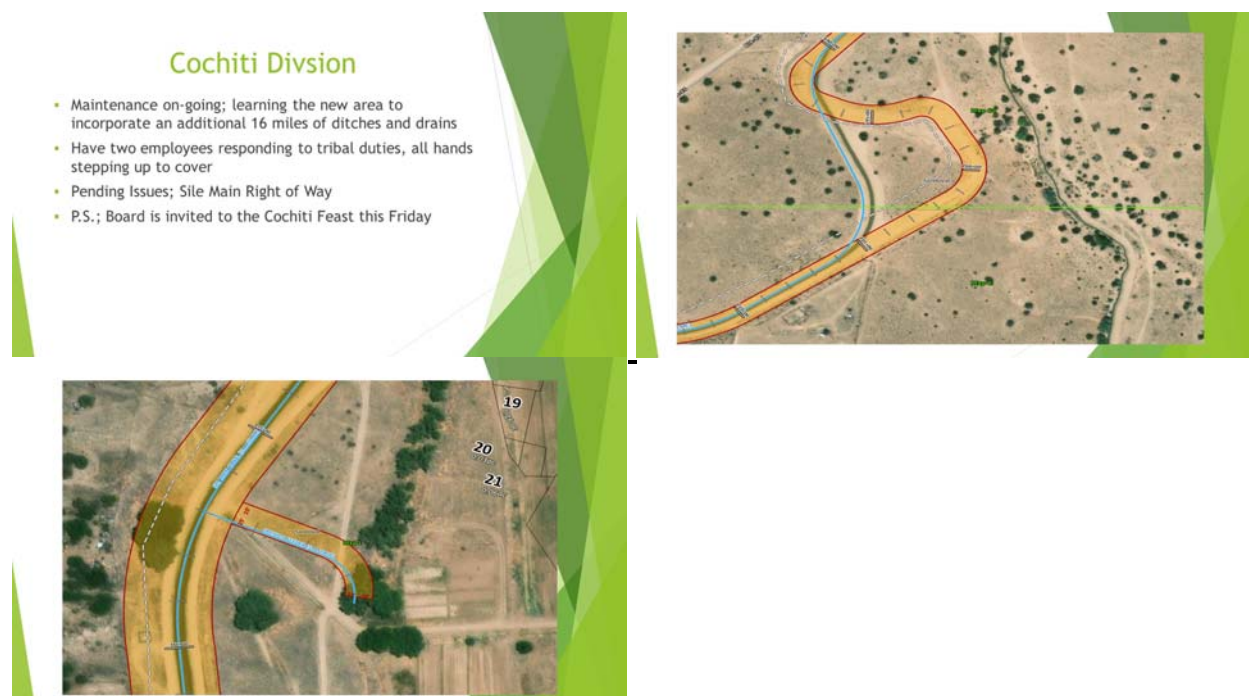 Cochiti Divsion
Maintenance on-going; learning the new area to
incorporate an additional 16 miles of ditches and drains
Have two employees responding to tribal duties, all hands
stepping up to cover
Pending Issues; Sile Main Right of Way
P.S.; Board is invited to the Cochiti Feast this Friday
19
20
21